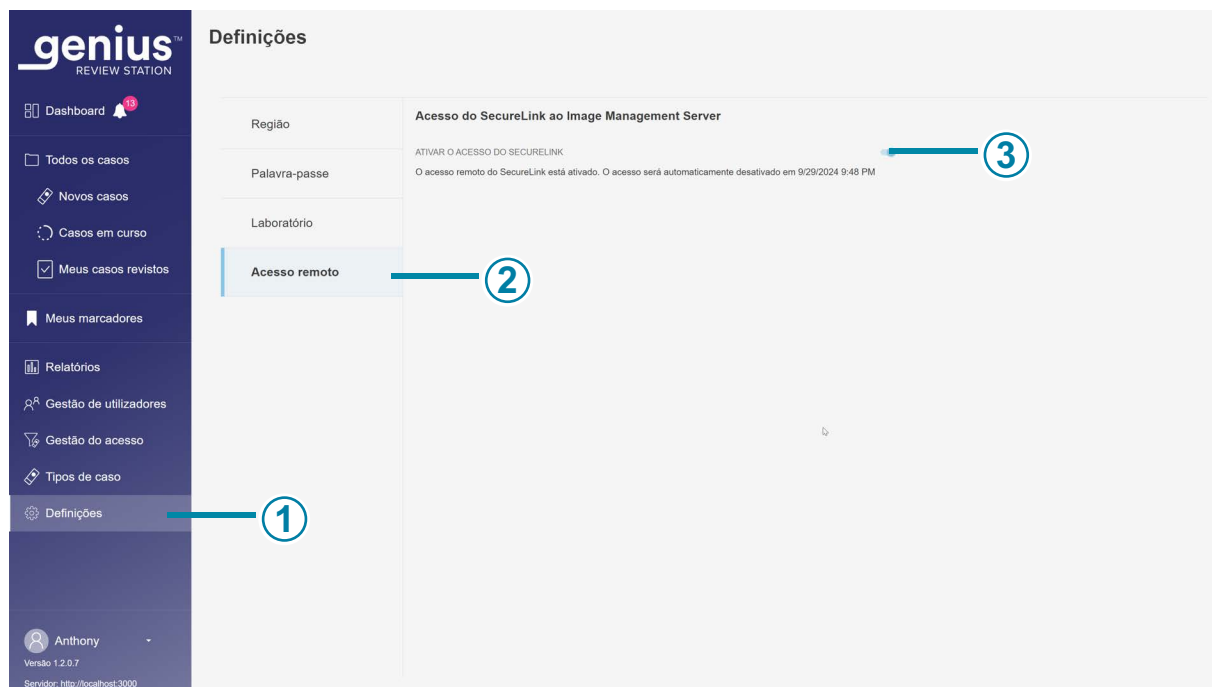 genius™
REVIEW STATION
Dashboard 13
Todos os casos
Novos casos
Casos em curso
Meus casos revistos
Meus marcadores
Relatórios
Gestão de utilizadores
Gestão do acesso
Tipos de caso
Definições
Anthony
Versão 1.2.0.7
Servidor: http://localhost:3000
Definições
Região
Palavra-passe
Laboratório
Acesso remoto
Acesso do SecureLink ao Image Management Server
ATIVAR O ACESSO DO SECURELINK
O acesso remoto do SecureLink está ativado. O acesso será automaticamente desativado em 9/29/2024 9:48 PM
1
2
3